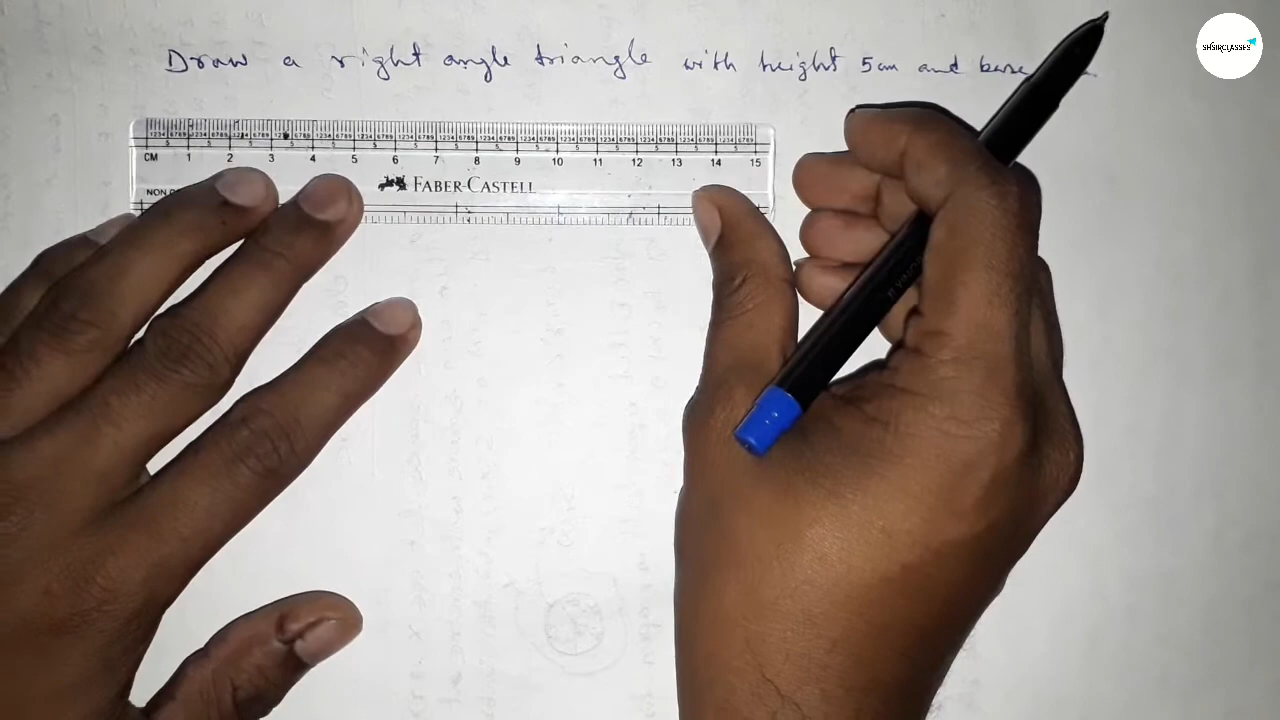 Draw a right angle triangle with height 5cm and base
SHSIRCLASSES
CM 1 2 3 4 5 6 7 8 9 10 11 12 13 14 15
FABER-CASTELL